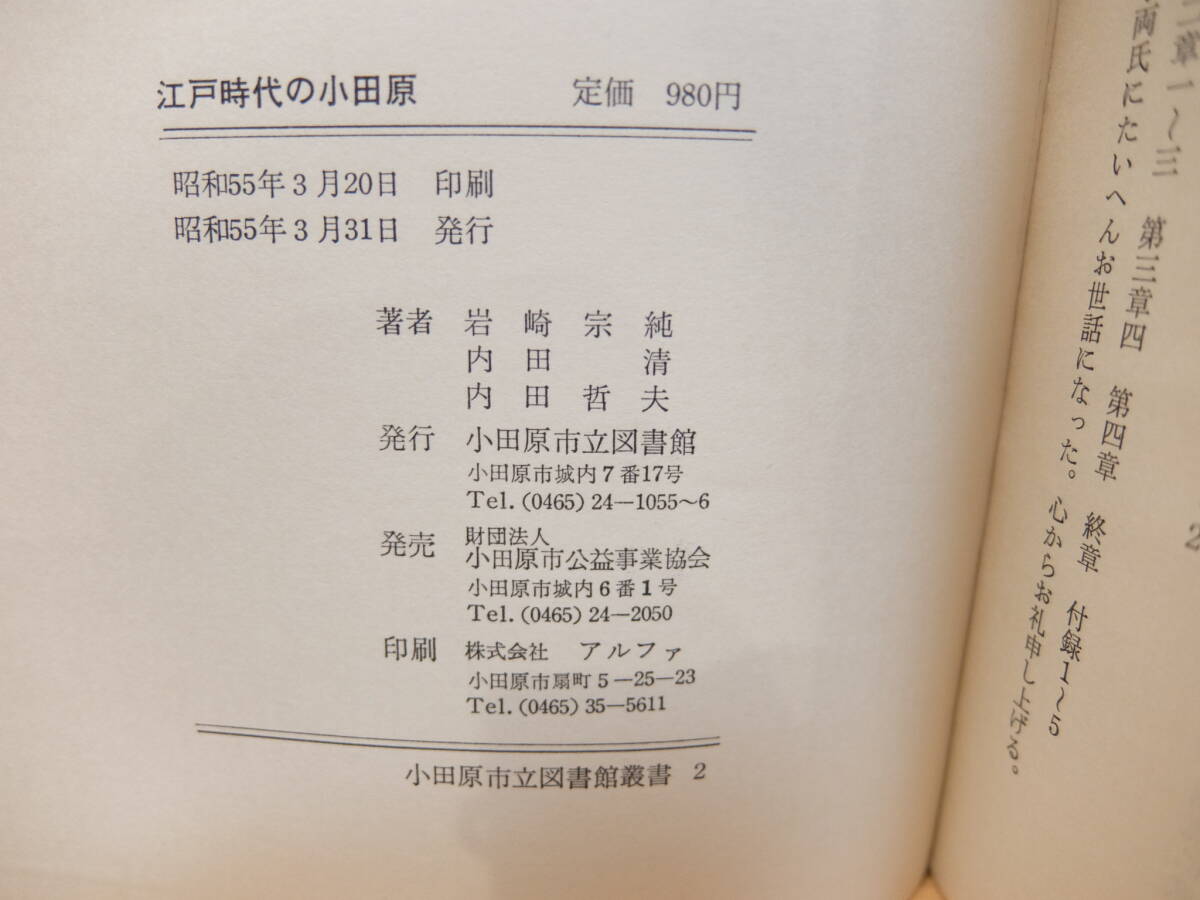 二章一〜三　第三章四　第四章　終章　付録1〜5
両氏にたいへんお世話になった。心からお礼申し上げる。
2
江戸時代の小田原　定価　980円
昭和55年3月20日　印刷
昭和55年3月31日　発行
著者　岩崎宗純
内田　清
内田哲夫
発行　小田原市立図書館
小田原市城内7番17号
Tel.(0465)24—1055〜6
発売　財団法人
小田原市公益事業協会
小田原市城内6番1号
Tel.(0465)24—2050
印刷　株式会社　アルファ
小田原市扇町5—25—23
Tel.(0465)35—5611
小田原市立図書館叢書　2